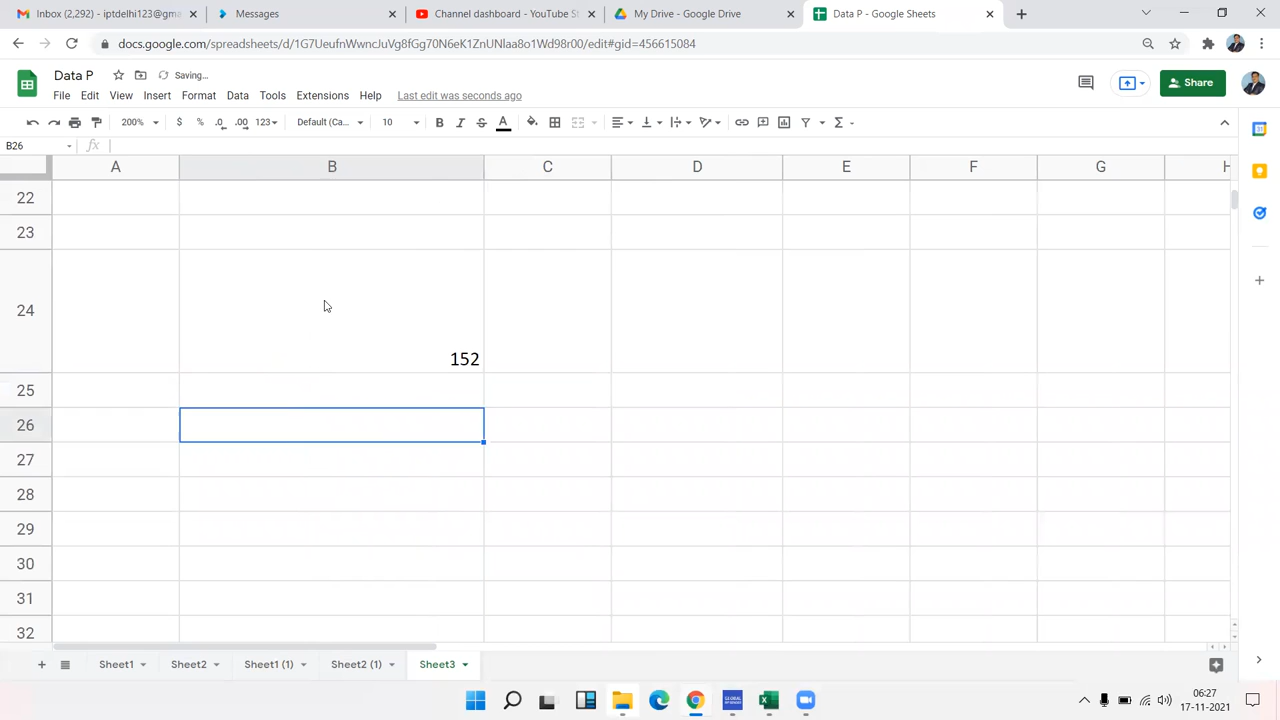 Inbox (2,292) - iptdelhi123@gma
Messages
Channel dashboard - YouTube St
My Drive - Google Drive
Data P - Google Sheets
docs.google.com/spreadsheets/d/1G7UeufnWwncJuVg8fGg70N6eK1ZnUNlaa8o1Wd98r00/edit#gid=456615084
Data P
Saving...
File Edit View Insert Format Data Tools Extensions Help Last edit was seconds ago
Share
200% $ % .0 .00 123 Default (Ca... 10 B I S A
B26 fx
A B C D E F G H
22
23
24 152
25
26
27
28
29
30
31
32
Sheet1 Sheet2 Sheet1 (1) Sheet2 (1) Sheet3
06:27
17-11-2021